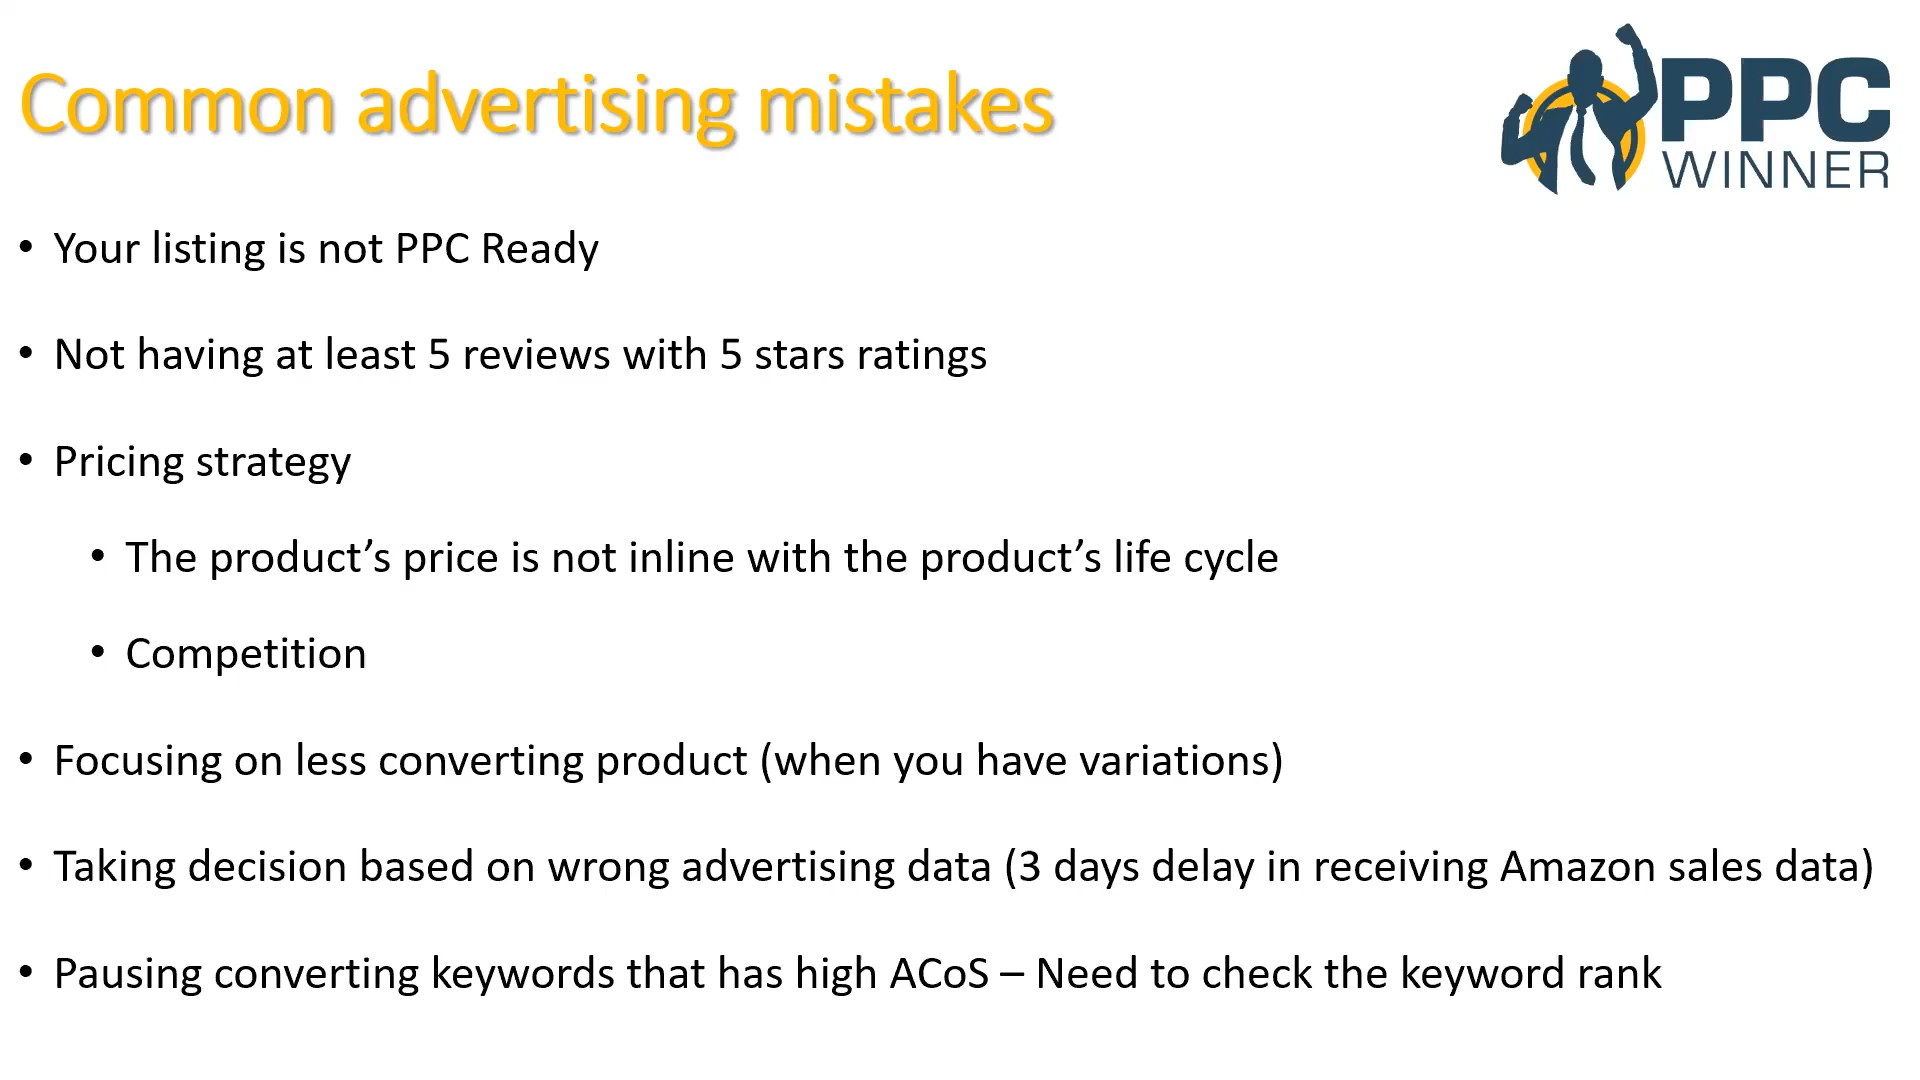 Common advertising mistakes
PPC
WINNER
• Your listing is not PPC Ready
• Not having at least 5 reviews with 5 stars ratings
• Pricing strategy
• The product’s price is not inline with the product’s life cycle
• Competition
• Focusing on less converting product (when you have variations)
• Taking decision based on wrong advertising data (3 days delay in receiving Amazon sales data)
• Pausing converting keywords that has high ACoS – Need to check the keyword rank